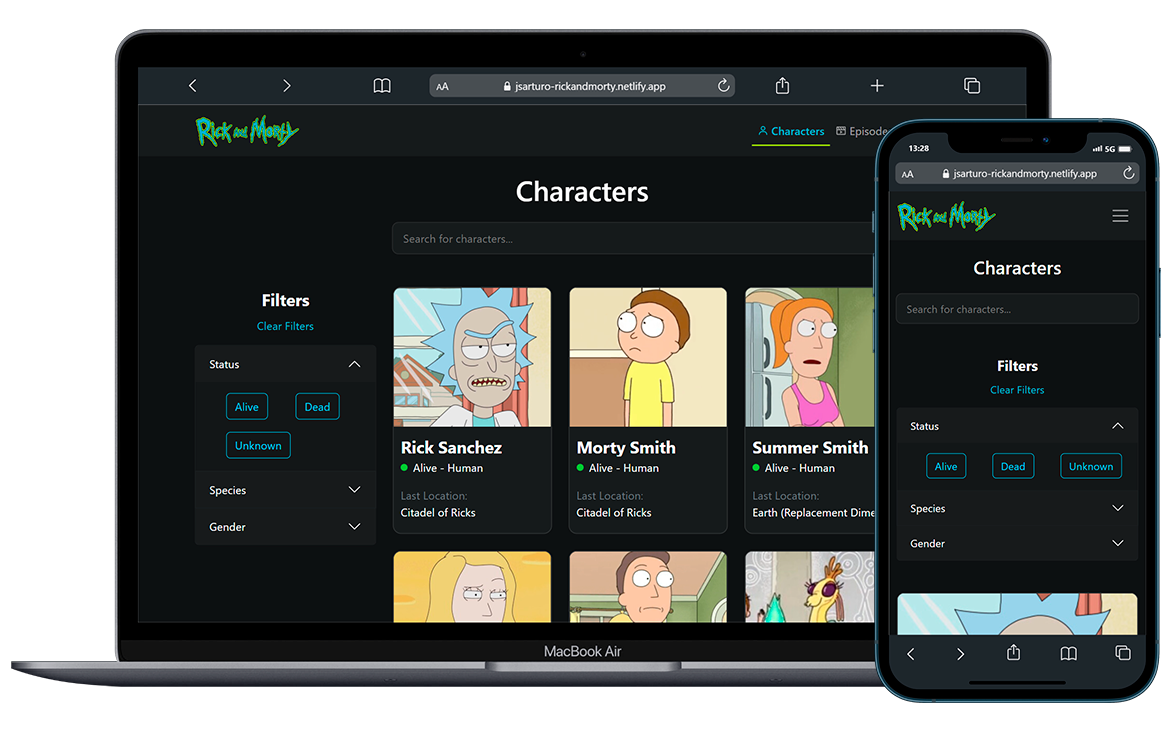 AA jsarturo-rickandmorty.netlify.app
Rick and Morty
Characters Episode
Characters
Search for characters...
Filters
Clear Filters
Status
Alive Dead
Unknown
Species
Gender
Rick Sanchez
Alive - Human
Last Location:
Citadel of Ricks
Morty Smith
Alive - Human
Last Location:
Citadel of Ricks
Summer Smith
Alive - Human
Last Location:
Earth (Replacement Dime
MacBook Air
13:28 5G
AA jsarturo-rickandmorty.netlify.app
Rick and Morty
Characters
Search for characters...
Filters
Clear Filters
Status
Alive Dead Unknown
Species
Gender